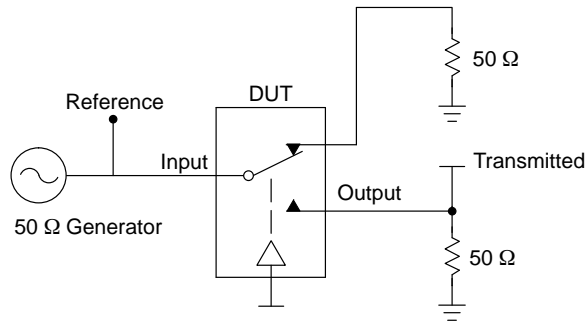 50 Ω
DUT
Reference
Input
Transmitted
Output
50 Ω Generator
50 Ω